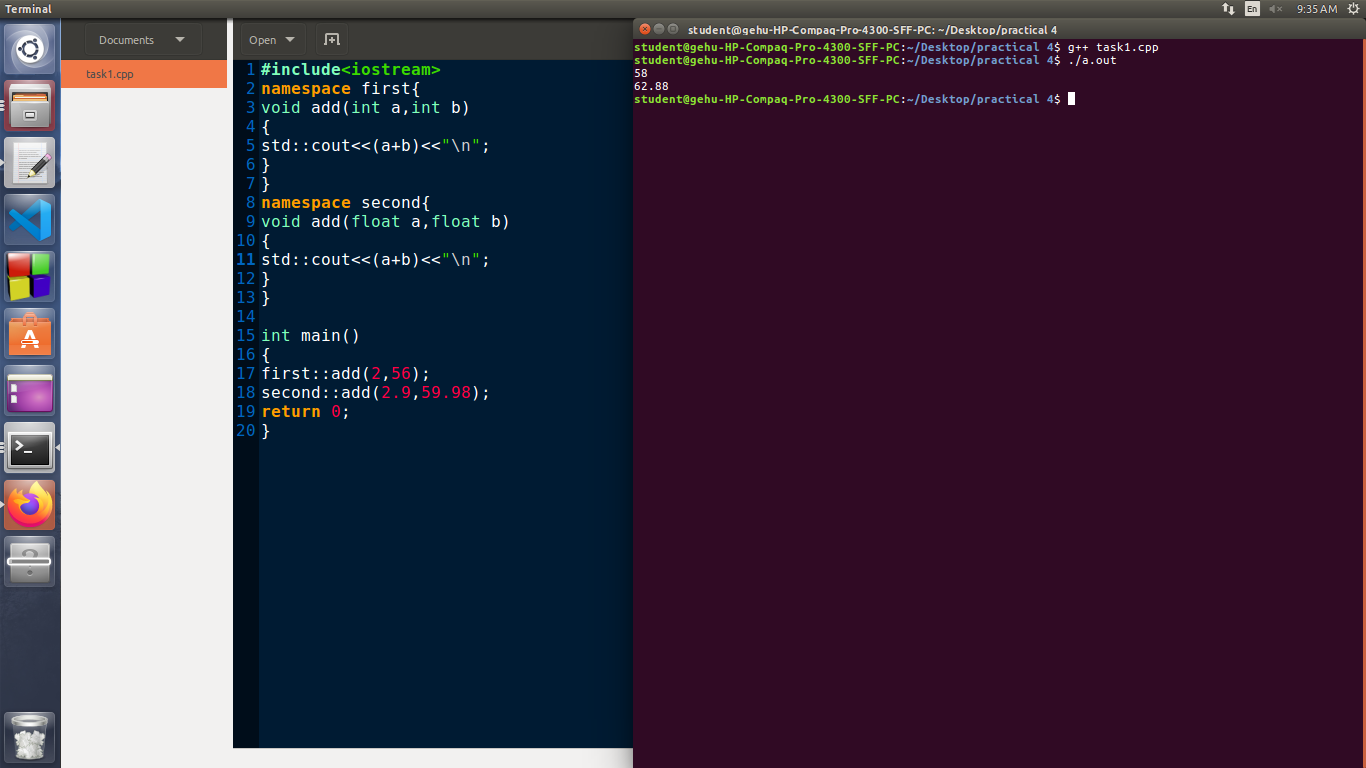 Terminal
En
9:35 AM
Documents
Open
task1.cpp
1 #include<iostream>
2 namespace first{
3 void add(int a,int b)
4 {
5 std::cout<<(a+b)<<"\n";
6 }
7 }
8 namespace second{
9 void add(float a,float b)
10 {
11 std::cout<<(a+b)<<"\n";
12 }
13 }
14
15 int main()
16 {
17 first::add(2,56);
18 second::add(2.9,59.98);
19 return 0;
20 }
student@gehu-HP-Compaq-Pro-4300-SFF-PC: ~/Desktop/practical 4
student@gehu-HP-Compaq-Pro-4300-SFF-PC:~/Desktop/practical 4$ g++ task1.cpp
student@gehu-HP-Compaq-Pro-4300-SFF-PC:~/Desktop/practical 4$ ./a.out
58
62.88
student@gehu-HP-Compaq-Pro-4300-SFF-PC:~/Desktop/practical 4$